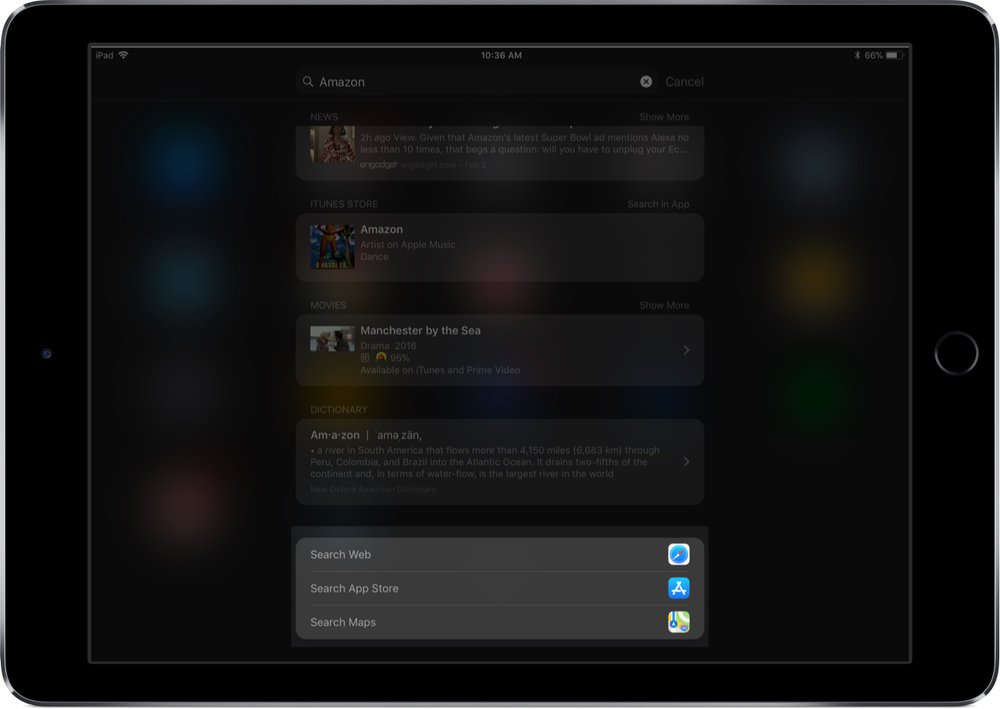 iPad 10:36 AM 66%
Amazon Cancel
NEWS Show More
2h ago View. Given that Amazon's latest Super Bowl ad mentions Alexa no
less than 10 times, that begs a question: will you have to unplug your Ec...
engadget engadget.com • Feb 2
ITUNES STORE Search in App
Amazon
Artist on Apple Music
Dance
MOVIES Show More
Manchester by the Sea
Drama 2016
R 95%
Available on iTunes and Prime Video
DICTIONARY
Am·a·zon | ˈaməˌzän,
• a river in South America that flows more than 4,150 miles (6,683 km) through
Peru, Colombia, and Brazil into the Atlantic Ocean. It drains two-fifths of the
continent and, in terms of water-flow, is the largest river in the world.
New Oxford American Dictionary
Search Web
Search App Store
Search Maps